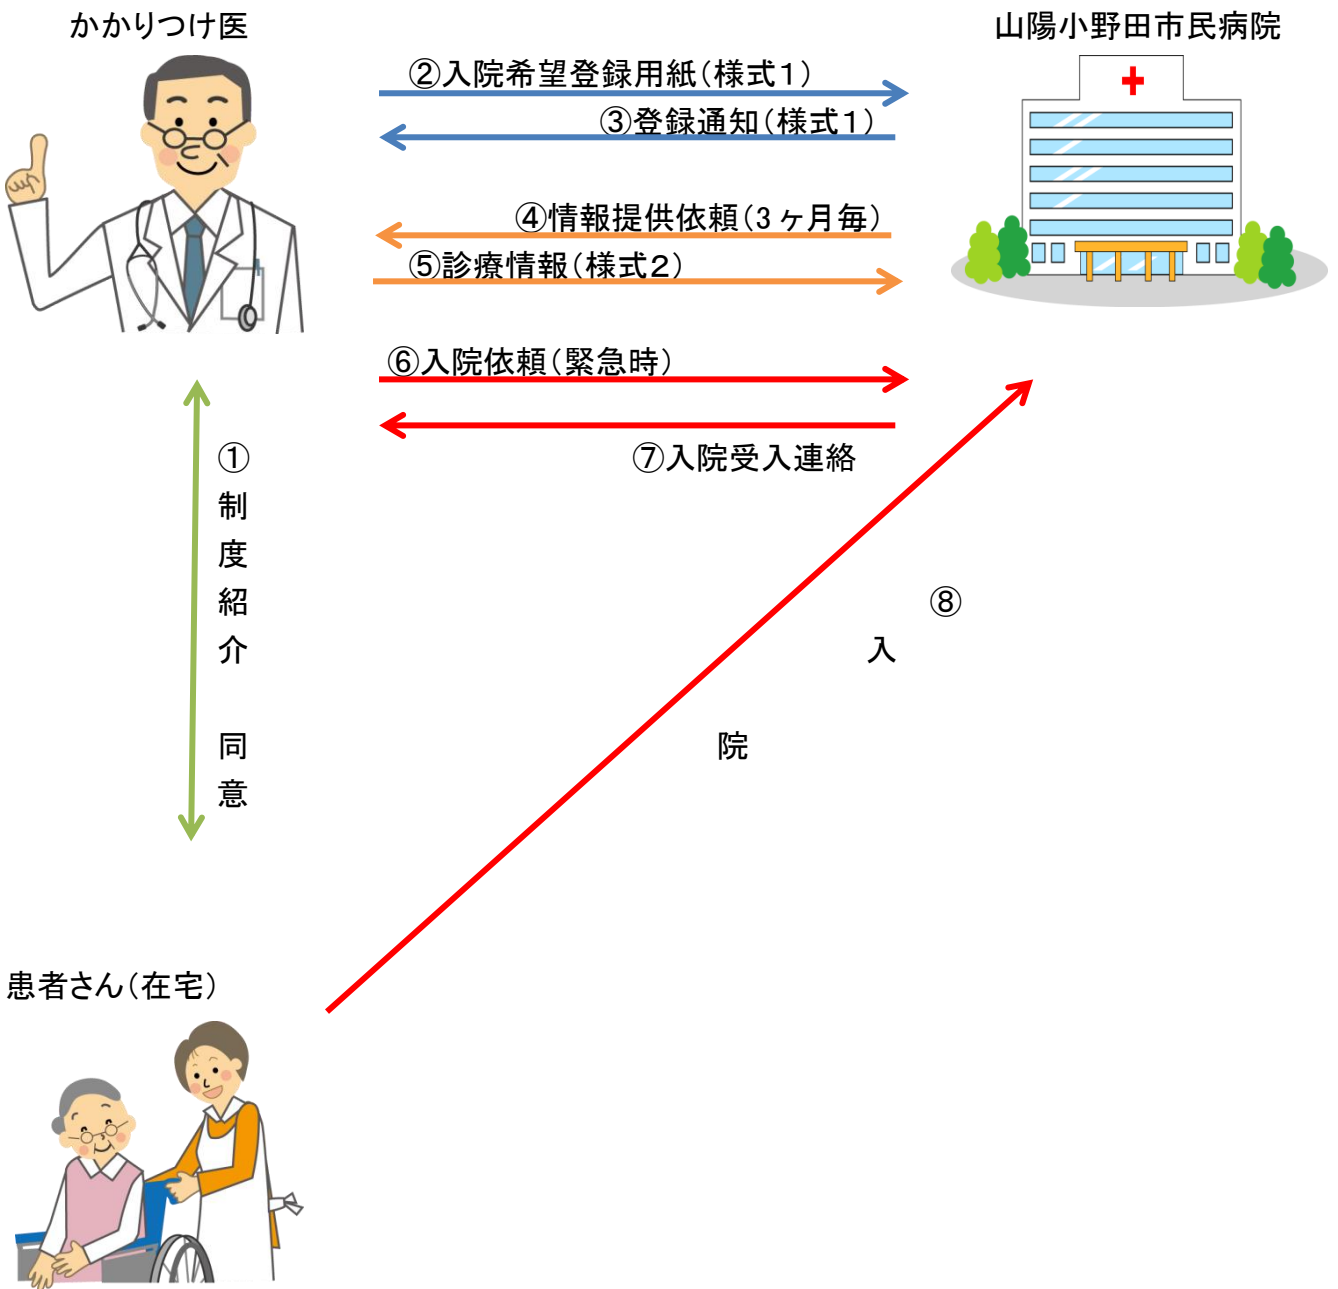 かかりつけ医
山陽小野田市民病院
②入院希望登録用紙(様式1)
③登録通知(様式1)
④情報提供依頼(3ヶ月毎)
⑤診療情報(様式2)
⑥入院依頼(緊急時)
⑦入院受入連絡
①制度紹介 同意
⑧入院
患者さん(在宅)